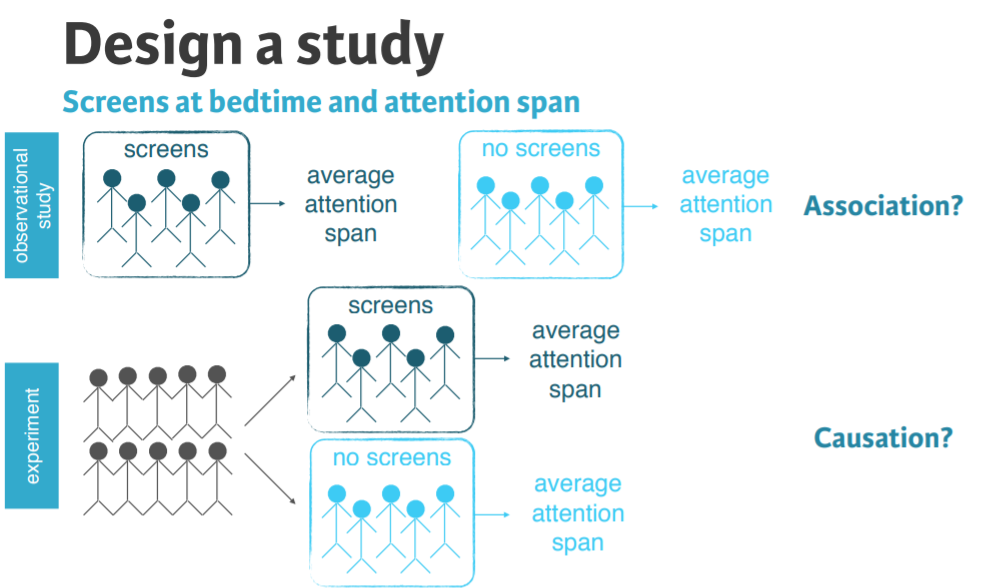 Design a study
Screens at bedtime and attention span
observational
study
screens
average
attention
span
no screens
average
attention
span
Association?
experiment
screens
average
attention
span
no screens
average
attention
span
Causation?